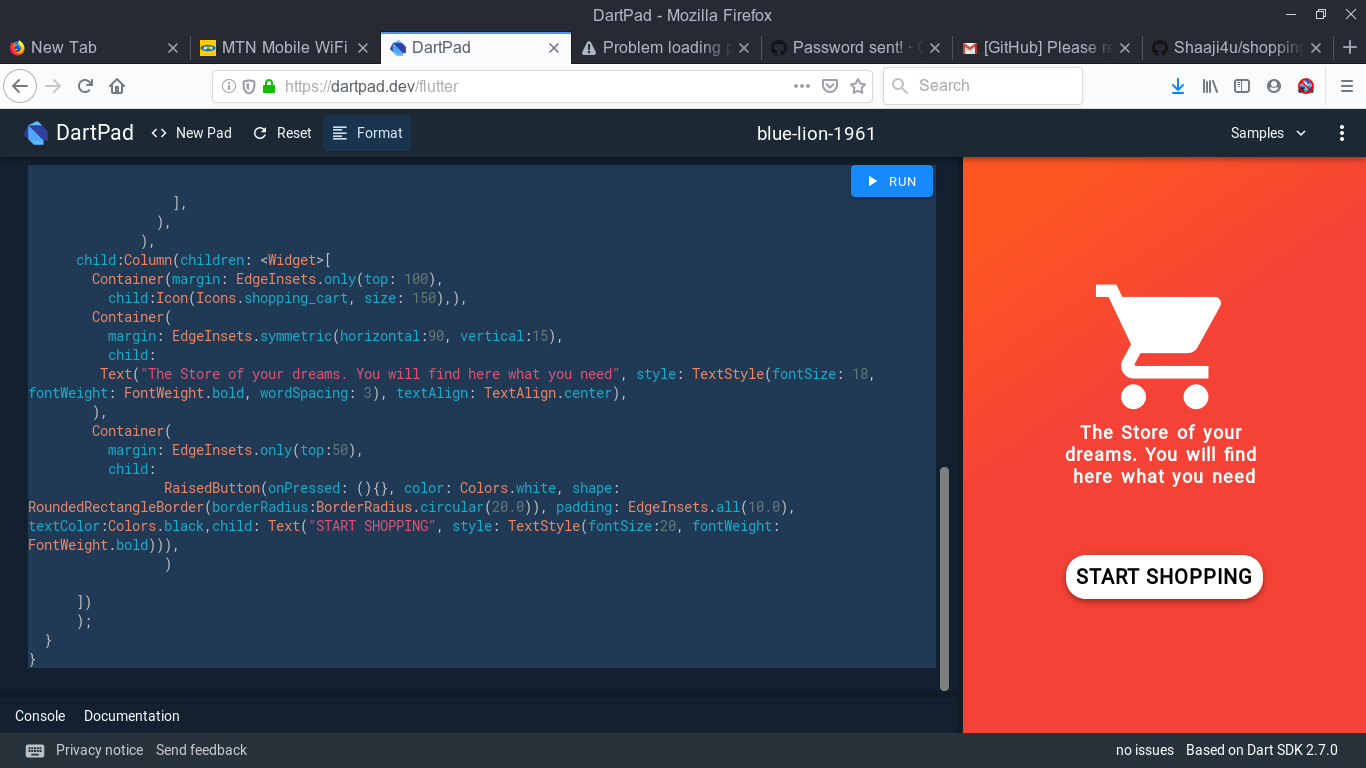 DartPad - Mozilla Firefox
New Tab
MTN Mobile WiFi
DartPad
Problem loading
Password sent! ·
[GitHub] Please re
Shaaji4u/shopping
https://dartpad.dev/flutter
Search
DartPad
New Pad
Reset
Format
blue-lion-1961
Samples
RUN
],
),
),
child:Column(children: <Widget>[
Container(margin: EdgeInsets.only(top: 100),
child:Icon(Icons.shopping_cart, size: 150),),
Container(
margin: EdgeInsets.symmetric(horizontal:90, vertical:15),
child:
Text("The Store of your dreams. You will find here what you need", style: TextStyle(fontSize: 18,
fontWeight: FontWeight.bold, wordSpacing: 3), textAlign: TextAlign.center),
),
Container(
margin: EdgeInsets.only(top:50),
child:
RaisedButton(onPressed: (){}, color: Colors.white, shape:
RoundedRectangleBorder(borderRadius:BorderRadius.circular(20.0)), padding: EdgeInsets.all(10.0),
textColor:Colors.black,child: Text("START SHOPPING", style: TextStyle(fontSize:20, fontWeight:
FontWeight.bold))),
)
])
);
}
}
The Store of your
dreams. You will find
here what you need
START SHOPPING
Console
Documentation
Privacy notice
Send feedback
no issues
Based on Dart SDK 2.7.0